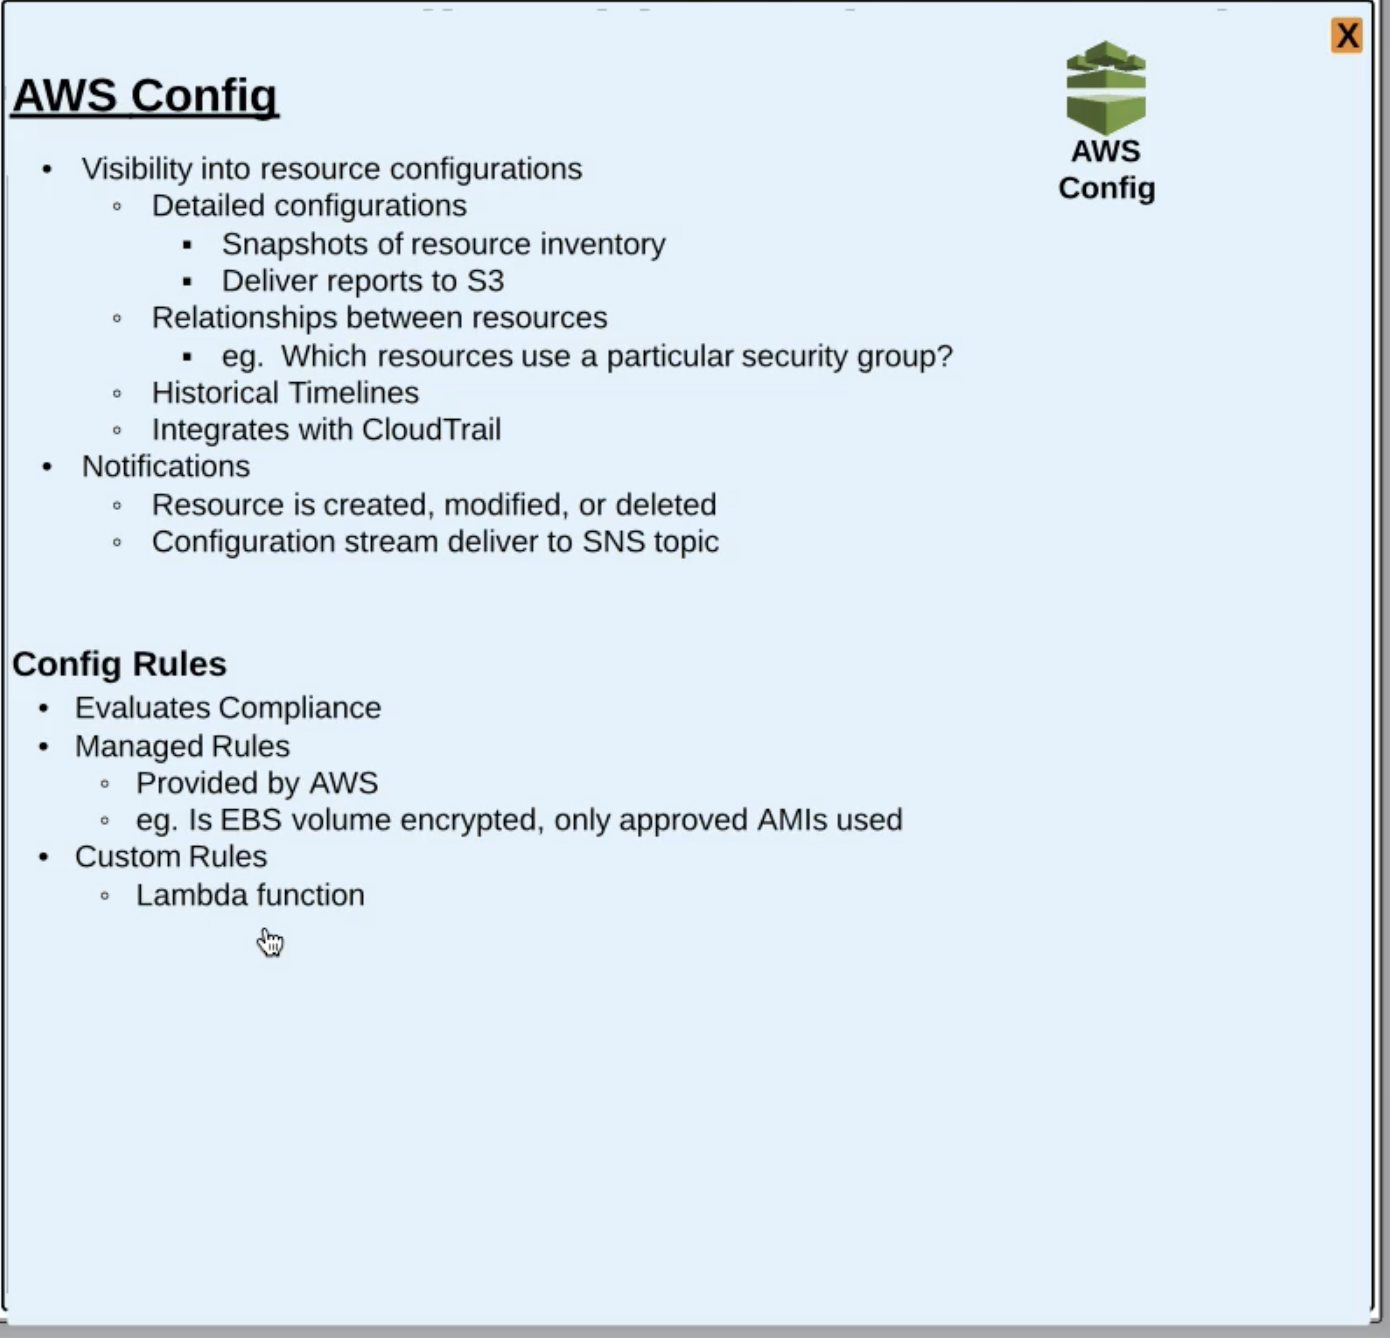 X
AWS Config
AWS
Config
• Visibility into resource configurations
◦ Detailed configurations
▪ Snapshots of resource inventory
▪ Deliver reports to S3
◦ Relationships between resources
▪ eg.  Which resources use a particular security group?
◦ Historical Timelines
◦ Integrates with CloudTrail
• Notifications
◦ Resource is created, modified, or deleted
◦ Configuration stream deliver to SNS topic
Config Rules
• Evaluates Compliance
• Managed Rules
◦ Provided by AWS
◦ eg. Is EBS volume encrypted, only approved AMIs used
• Custom Rules
◦ Lambda function